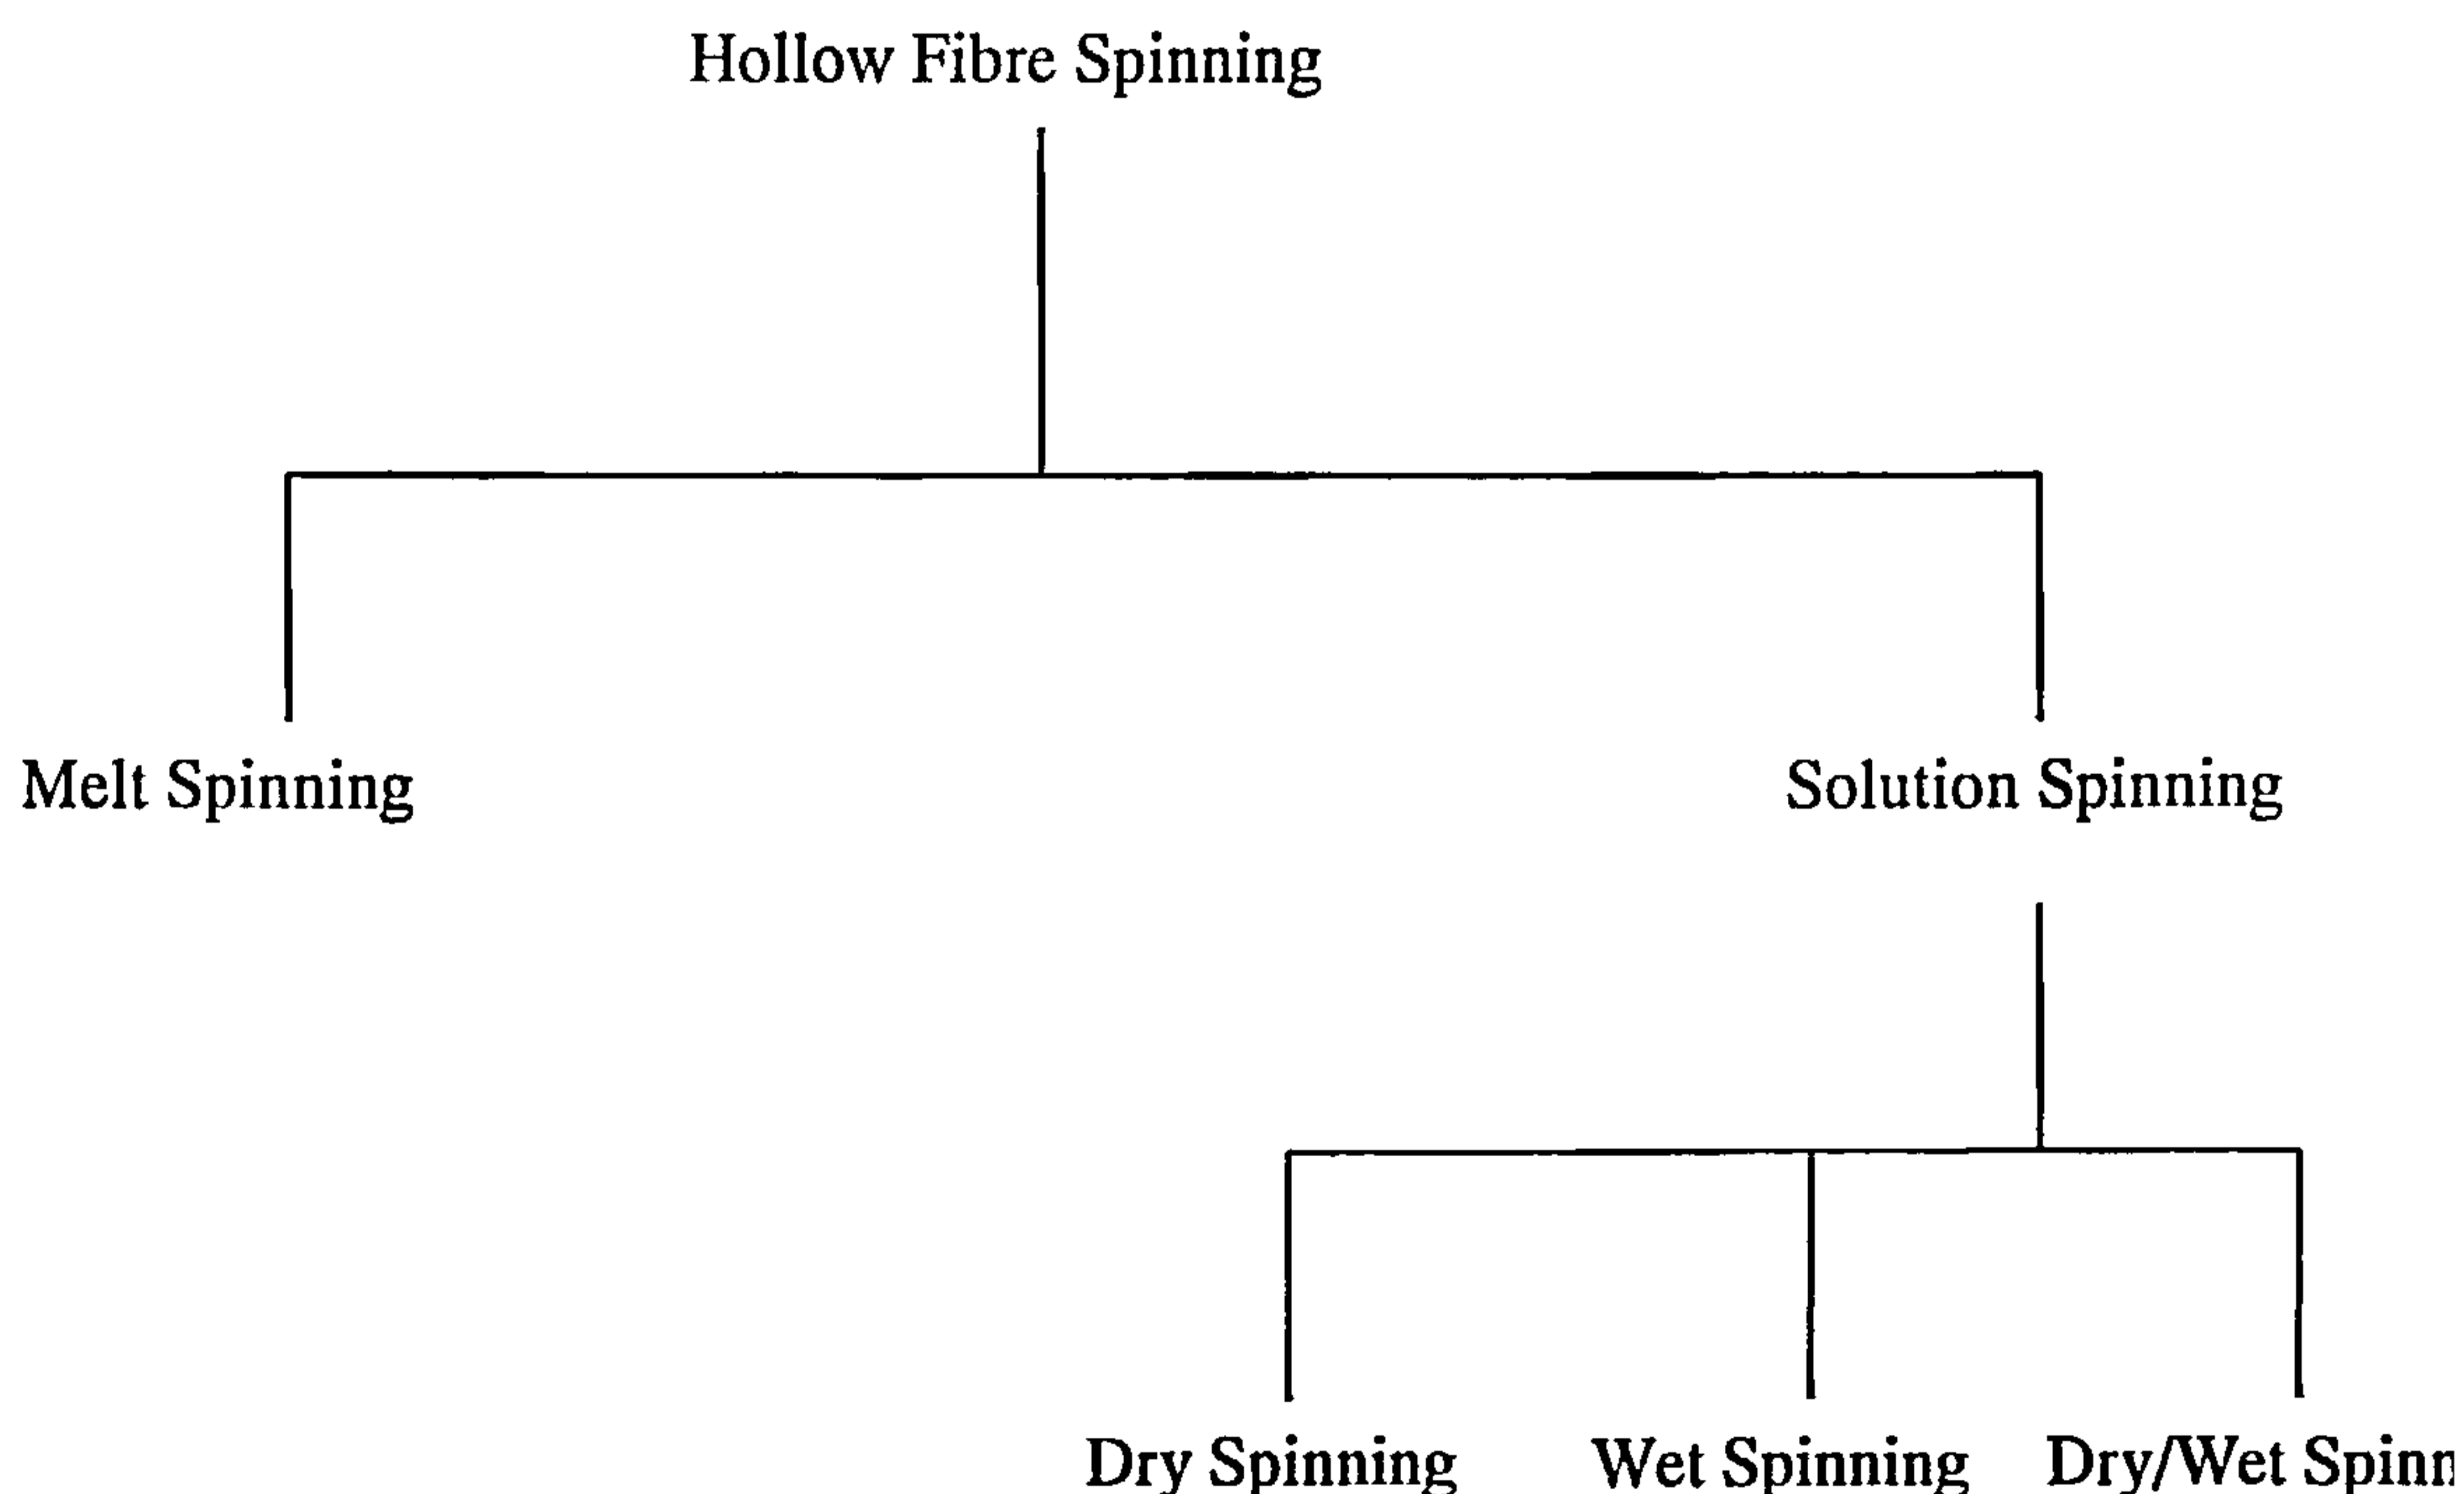 Hollow Fibre Spinning
Melt Spinning
Solution Spinning
Dry Spinning
Wet Spinning
Dry/Wet Spinn